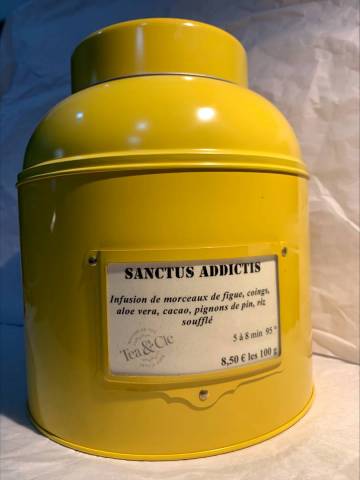 SANCTUS ADDICTIS
Infusion de morceaux de figue, coings,
aloe vera, cacao, pignons de pin, riz
soufflé
5 à 8 min 95°
8,50 € les 100 g
Tea & Cie